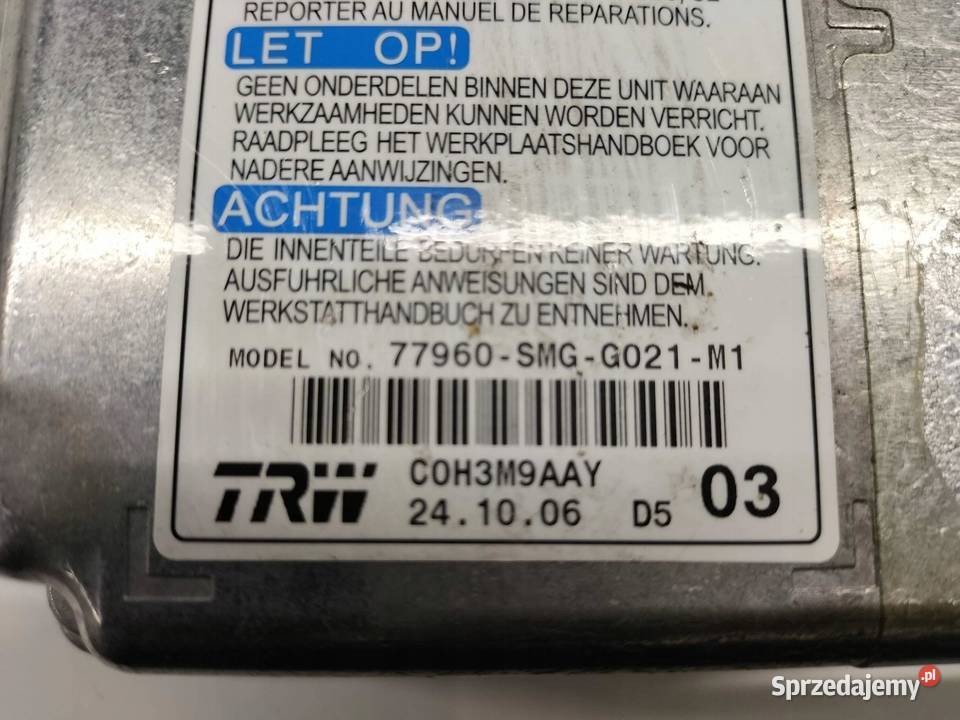 REPORTER AU MANUEL DE REPARATIONS.
LET OP!
GEEN ONDERDELEN BINNEN DEZE UNIT WAARAAN
WERKZAAMHEDEN KUNNEN WORDEN VERRICHT.
RAADPLEEG HET WERKPLAATSHANDBOEK VOOR
NADERE AANWIJZINGEN.
ACHTUNG
DIE INNENTEILE BEDURFEN KEINER WARTUNG.
AUSFUHRLICHE ANWEISUNGEN SIND DEM
WERKSTATTHANDBUCH ZU ENTNEHMEN.
MODEL NO. 77960-SMG-G021-M1
TRW C0H3M9AAY 03
24.10.06 D5
Sprzedajemy.pl